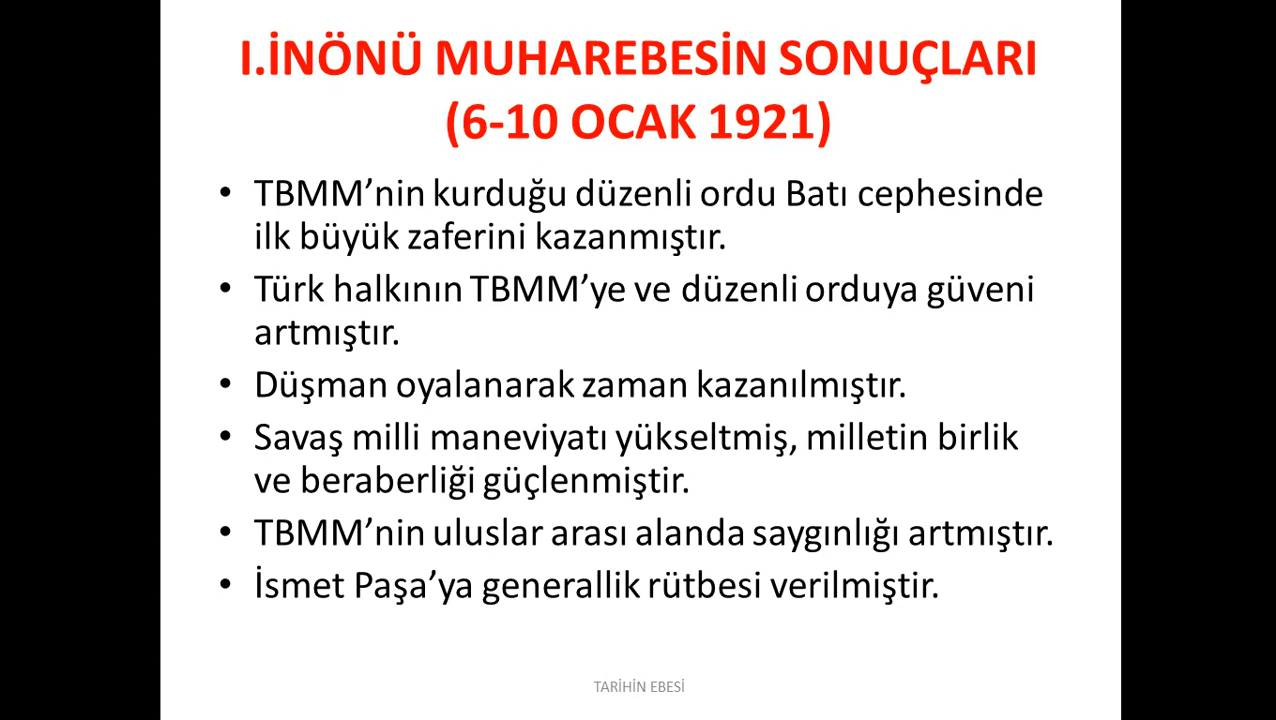 I.İNÖNÜ MUHAREBESİN SONUÇLARI
(6-10 OCAK 1921)
• TBMM’nin kurduğu düzenli ordu Batı cephesinde
ilk büyük zaferini kazanmıştır.
• Türk halkının TBMM’ye ve düzenli orduya güveni
artmıştır.
• Düşman oyalanarak zaman kazanılmıştır.
• Savaş milli maneviyatı yükseltmiş, milletin birlik
ve beraberliği güçlenmiştir.
• TBMM’nin uluslar arası alanda saygınlığı artmıştır.
• İsmet Paşa’ya generallik rütbesi verilmiştir.
TARİHİN EBESİ